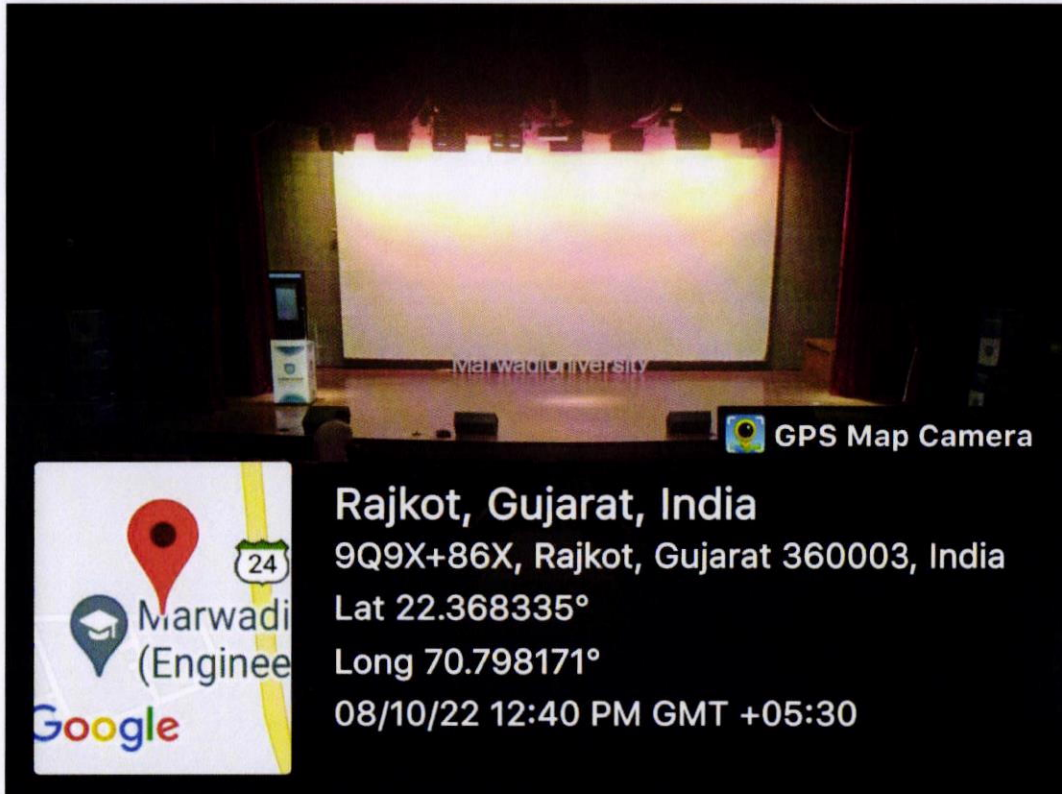 MarwadiUniversity
GPS Map Camera
Rajkot, Gujarat, India
9Q9X+86X, Rajkot, Gujarat 360003, India
Lat 22.368335°
Long 70.798171°
08/10/22 12:40 PM GMT +05:30
24
Marwadi
(Enginee
Google